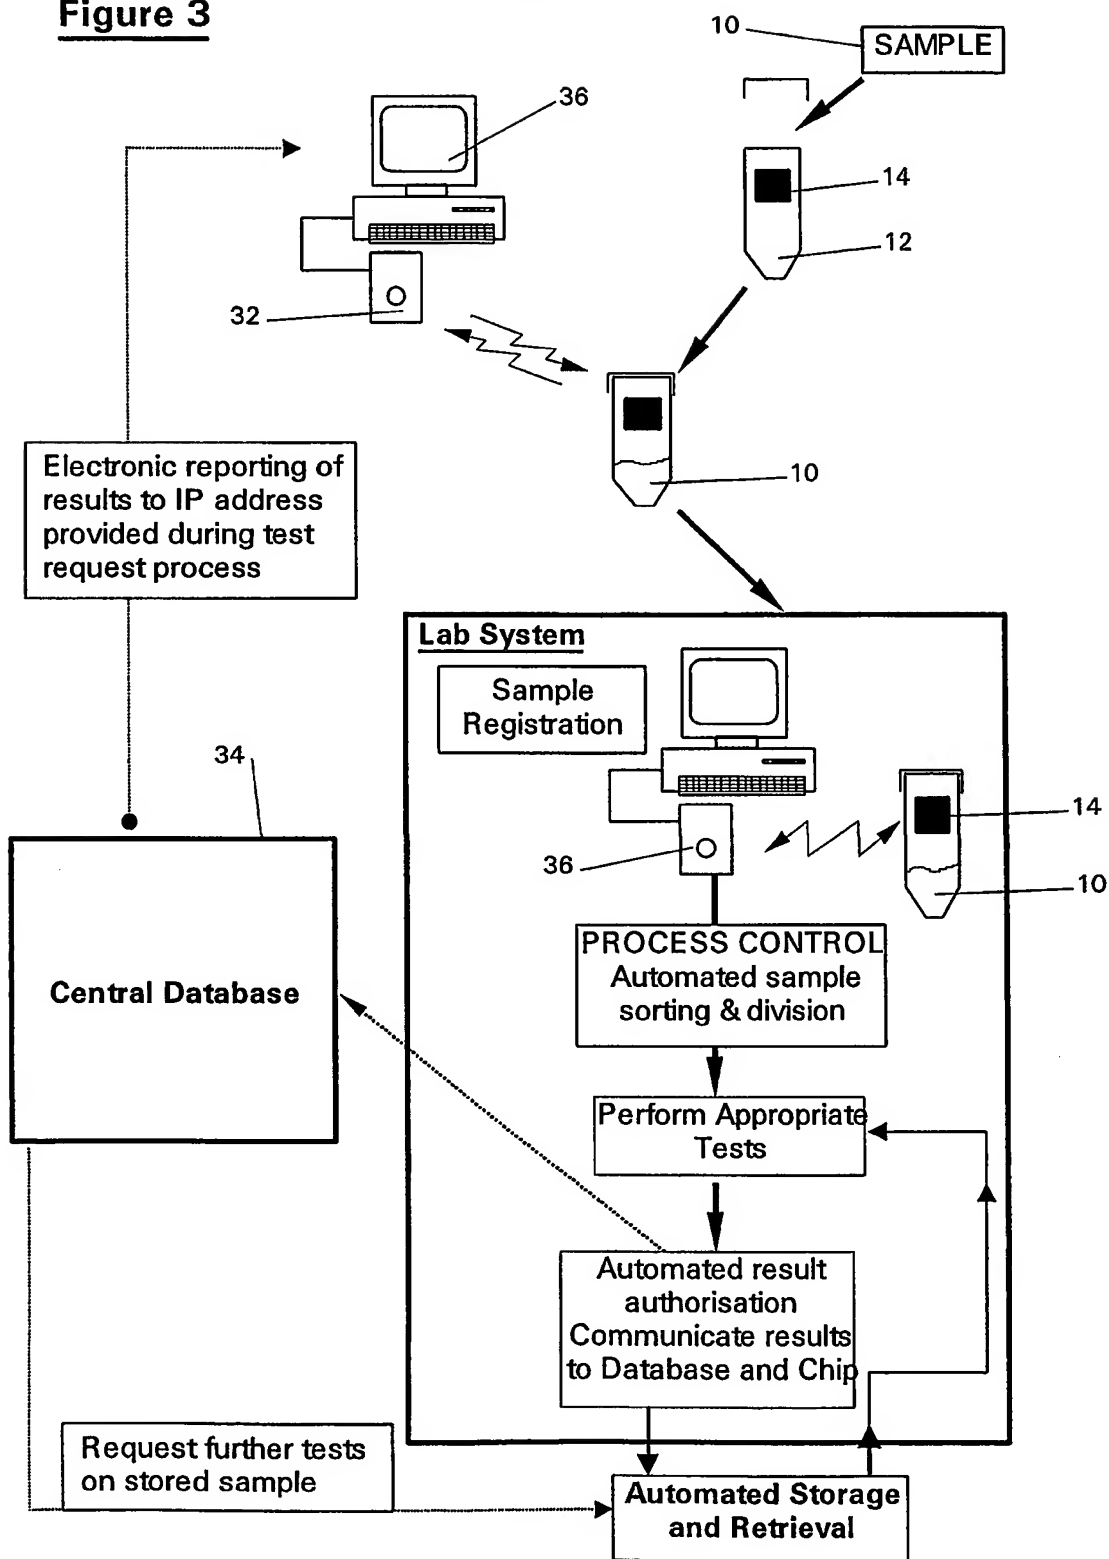 Figure 3
10
SAMPLE
36
14
12
32
10
Electronic reporting of
results to IP address
provided during test
request process
Lab System
Sample
Registration
34
14
36
10
PROCESS CONTROL
Automated sample
sorting & division
Central Database
Perform Appropriate
Tests
Automated result
authorisation
Communicate results
to Database and Chip
Request further tests
on stored sample
Automated Storage
and Retrieval